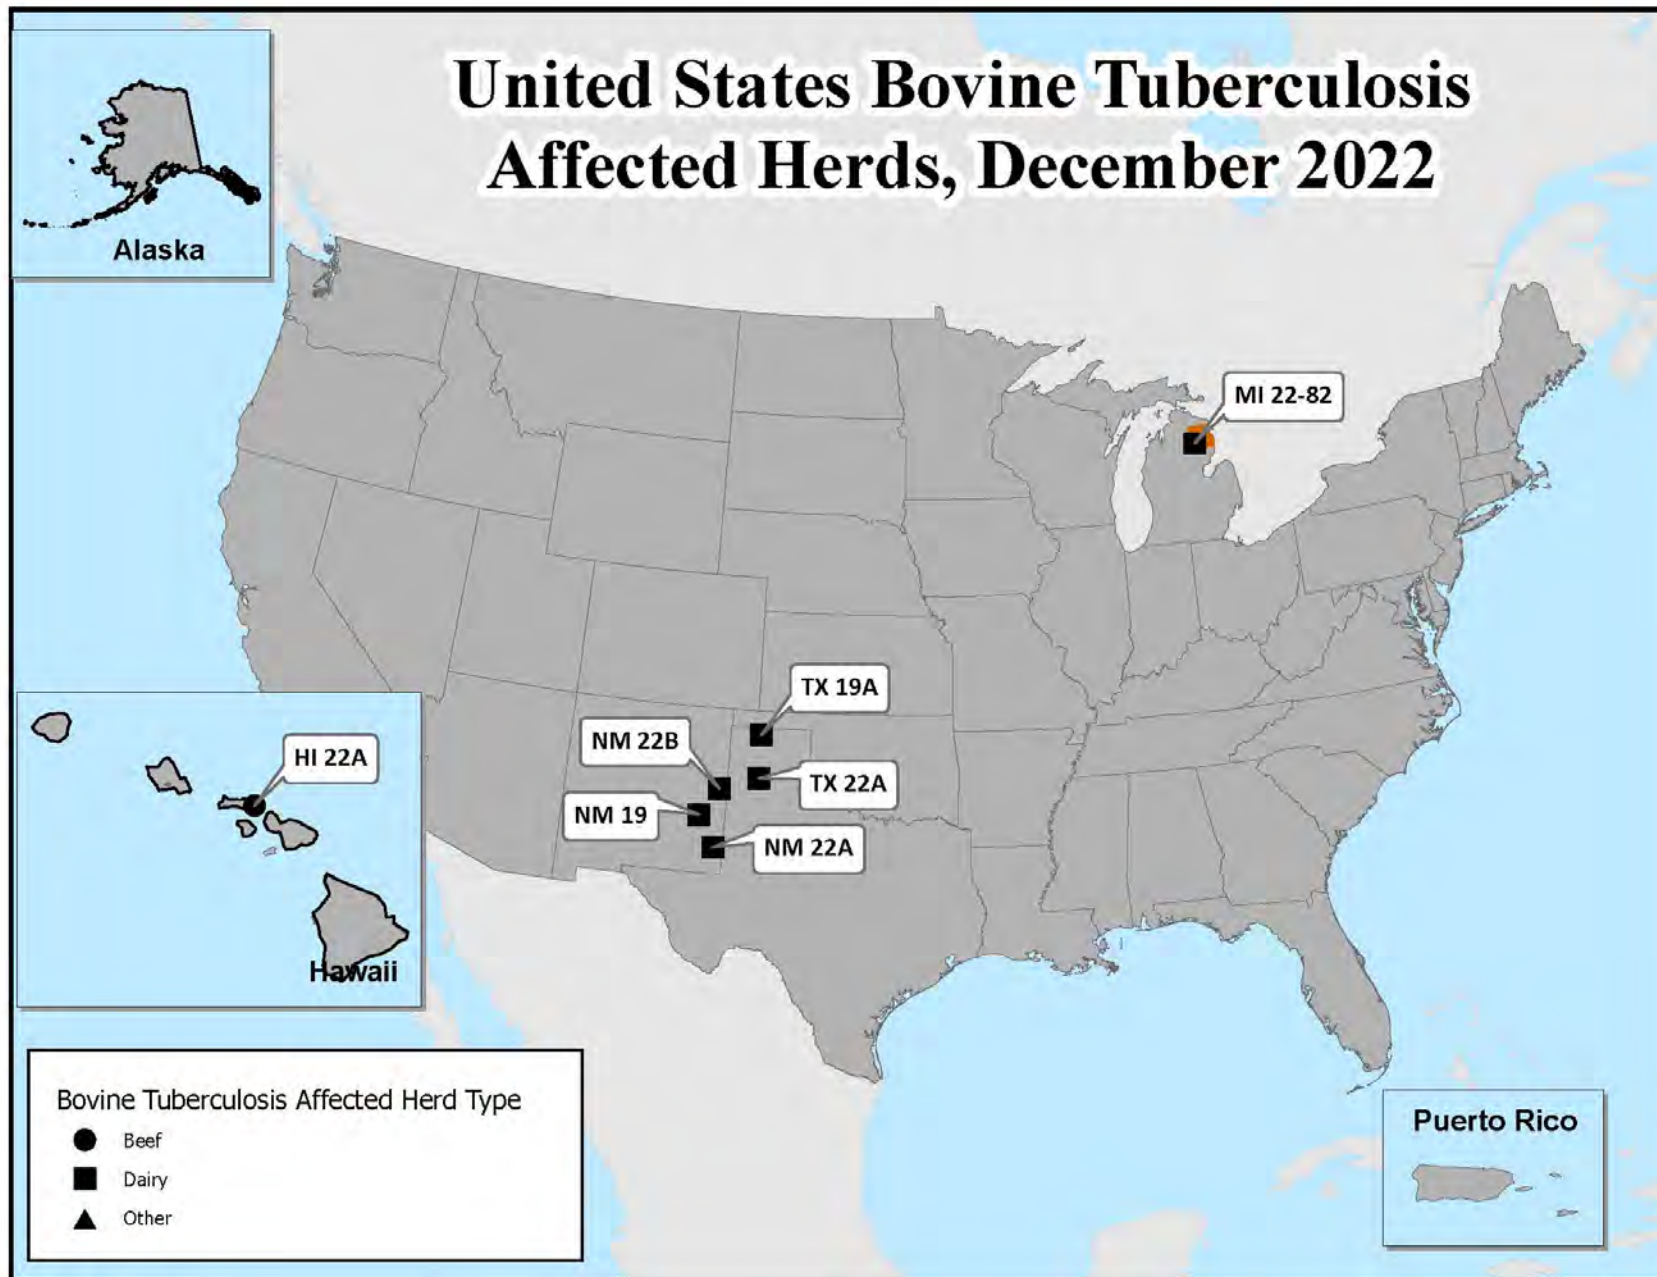 United States Bovine Tuberculosis
Affected Herds, December 2022
Alaska
MI 22-82
TX 19A
NM 22B
HI 22A
TX 22A
NM 19
NM 22A
Hawaii
Bovine Tuberculosis Affected Herd Type
Beef
Dairy
Other
Puerto Rico